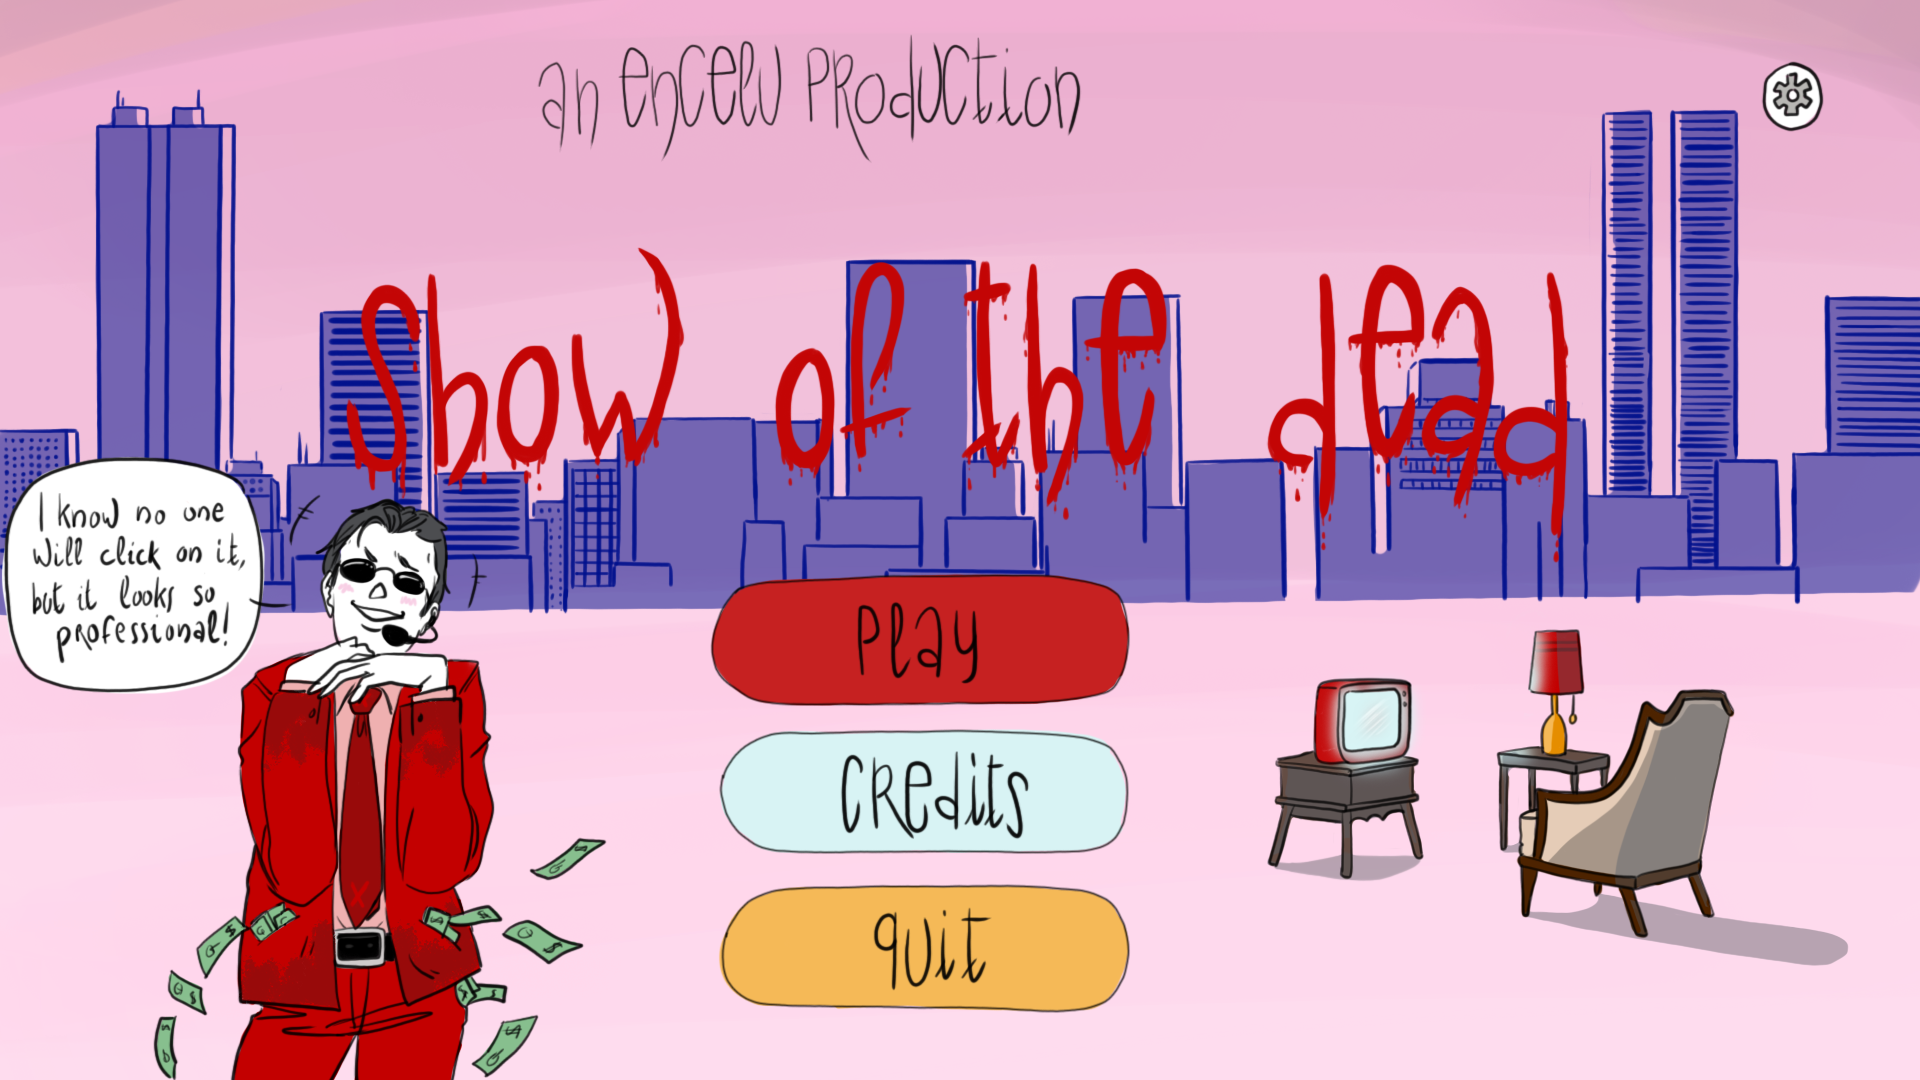 an encelu production
Show of the dead
I know no one
will click on it,
but it looks so
professional!
play
credits
quit